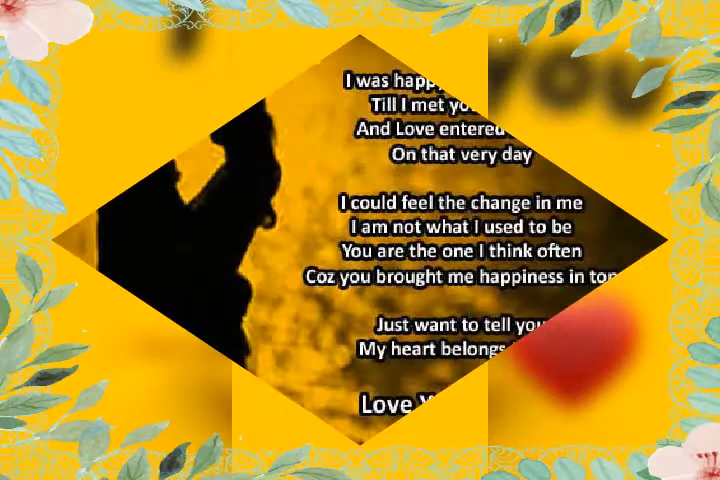 I was happy
Till I met
And Love entered
On that very day
I could feel the change in me
I am not what I used to be
You are the one I think often
Coz you brought me happiness in
Just want to tell you
My heart belongs
Love
YOU